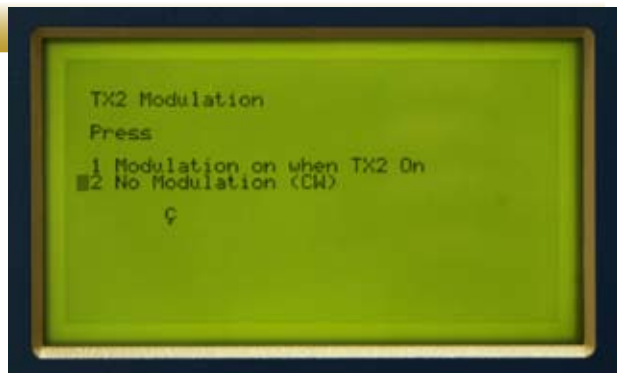 TX2 Modulation
Press
1 Modulation on when TX2 On
2 No Modulation (CW)
ç